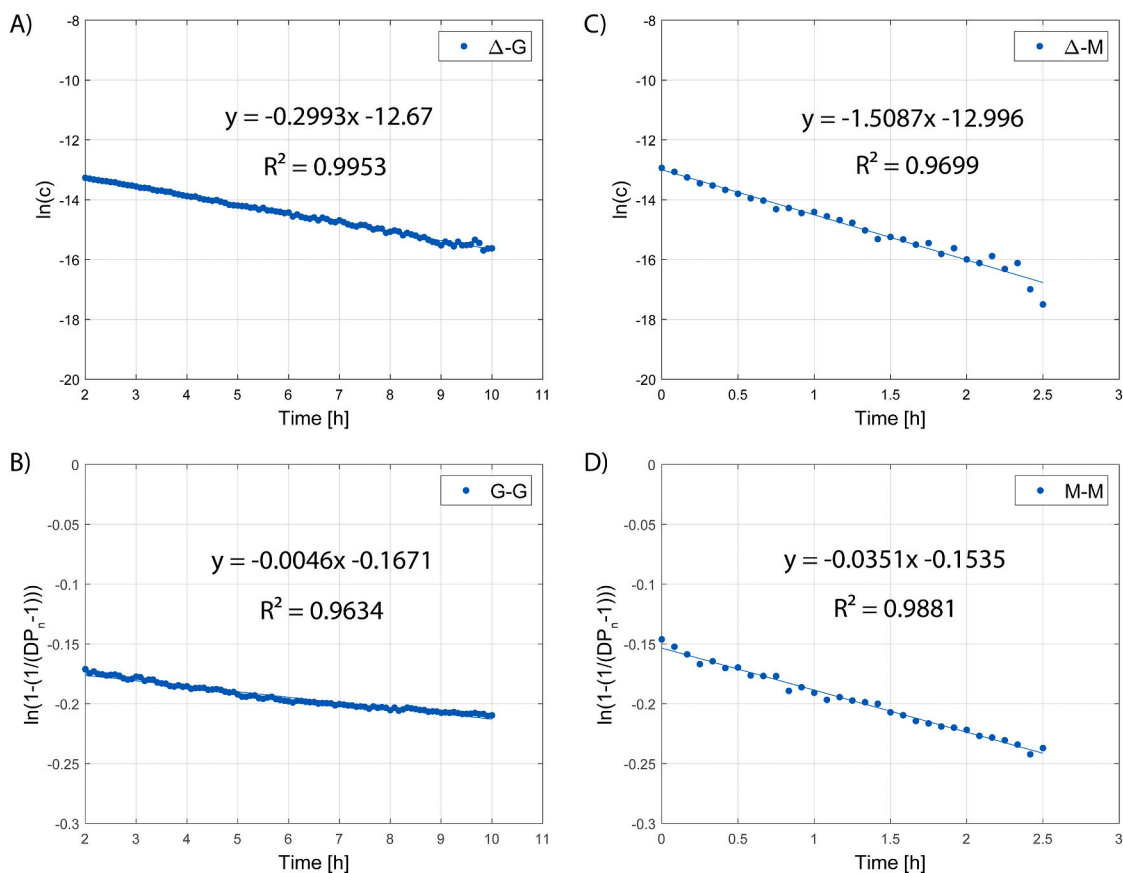 A)
-8
-10
-12
-14
-16
-18
-20
ln(c)
Δ-G
y = -0.2993x -12.67
R² = 0.9953
2 3 4 5 6 7 8 9 10 11
Time [h]
C)
-8
-10
-12
-14
-16
-18
-20
ln(c)
Δ-M
y = -1.5087x -12.996
R² = 0.9699
0 0.5 1 1.5 2 2.5 3
Time [h]
B)
0
-0.05
-0.1
-0.15
-0.2
-0.25
-0.3
ln(1-(1/(DPₙ-1)))
G-G
y = -0.0046x -0.1671
R² = 0.9634
2 3 4 5 6 7 8 9 10 11
Time [h]
D)
0
-0.05
-0.1
-0.15
-0.2
-0.25
-0.3
ln(1-(1/(DPₙ-1)))
M-M
y = -0.0351x -0.1535
R² = 0.9881
0 0.5 1 1.5 2 2.5 3
Time [h]